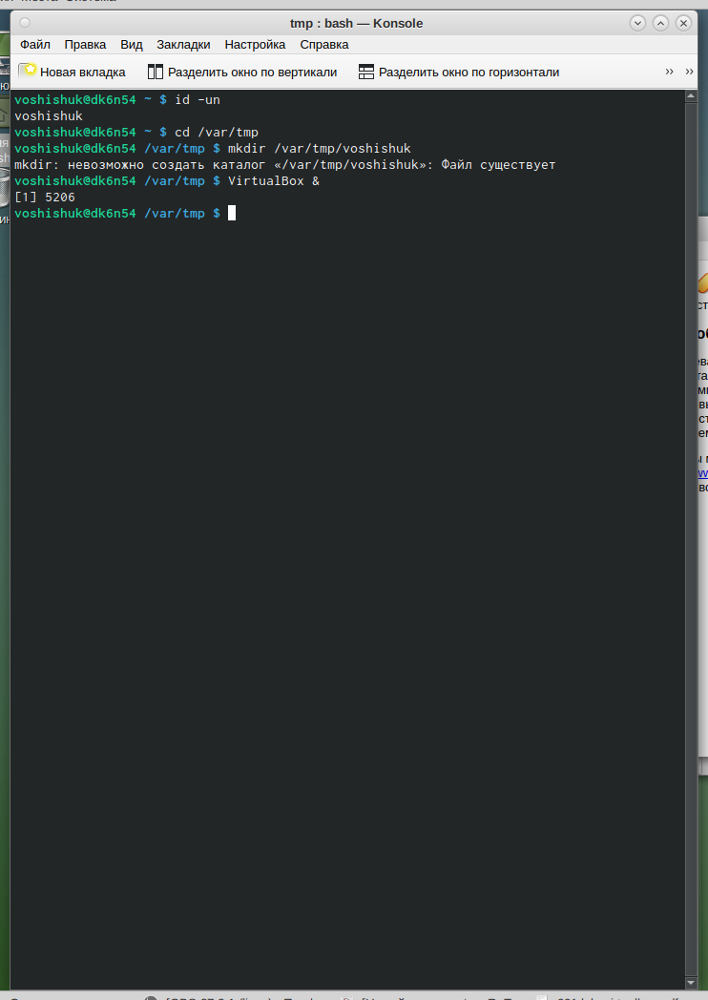 tmp : bash — Konsole
Файл Правка Вид Закладки Настройка Справка
Новая вкладка Разделить окно по вертикали Разделить окно по горизонтали ›› ››
voshishuk@dk6n54 ~ $ id -un
voshishuk
voshishuk@dk6n54 ~ $ cd /var/tmp
voshishuk@dk6n54 /var/tmp $ mkdir /var/tmp/voshishuk
mkdir: невозможно создать каталог «/var/tmp/voshishuk»: Файл существует
voshishuk@dk6n54 /var/tmp $ VirtualBox &
[1] 5206
voshishuk@dk6n54 /var/tmp $